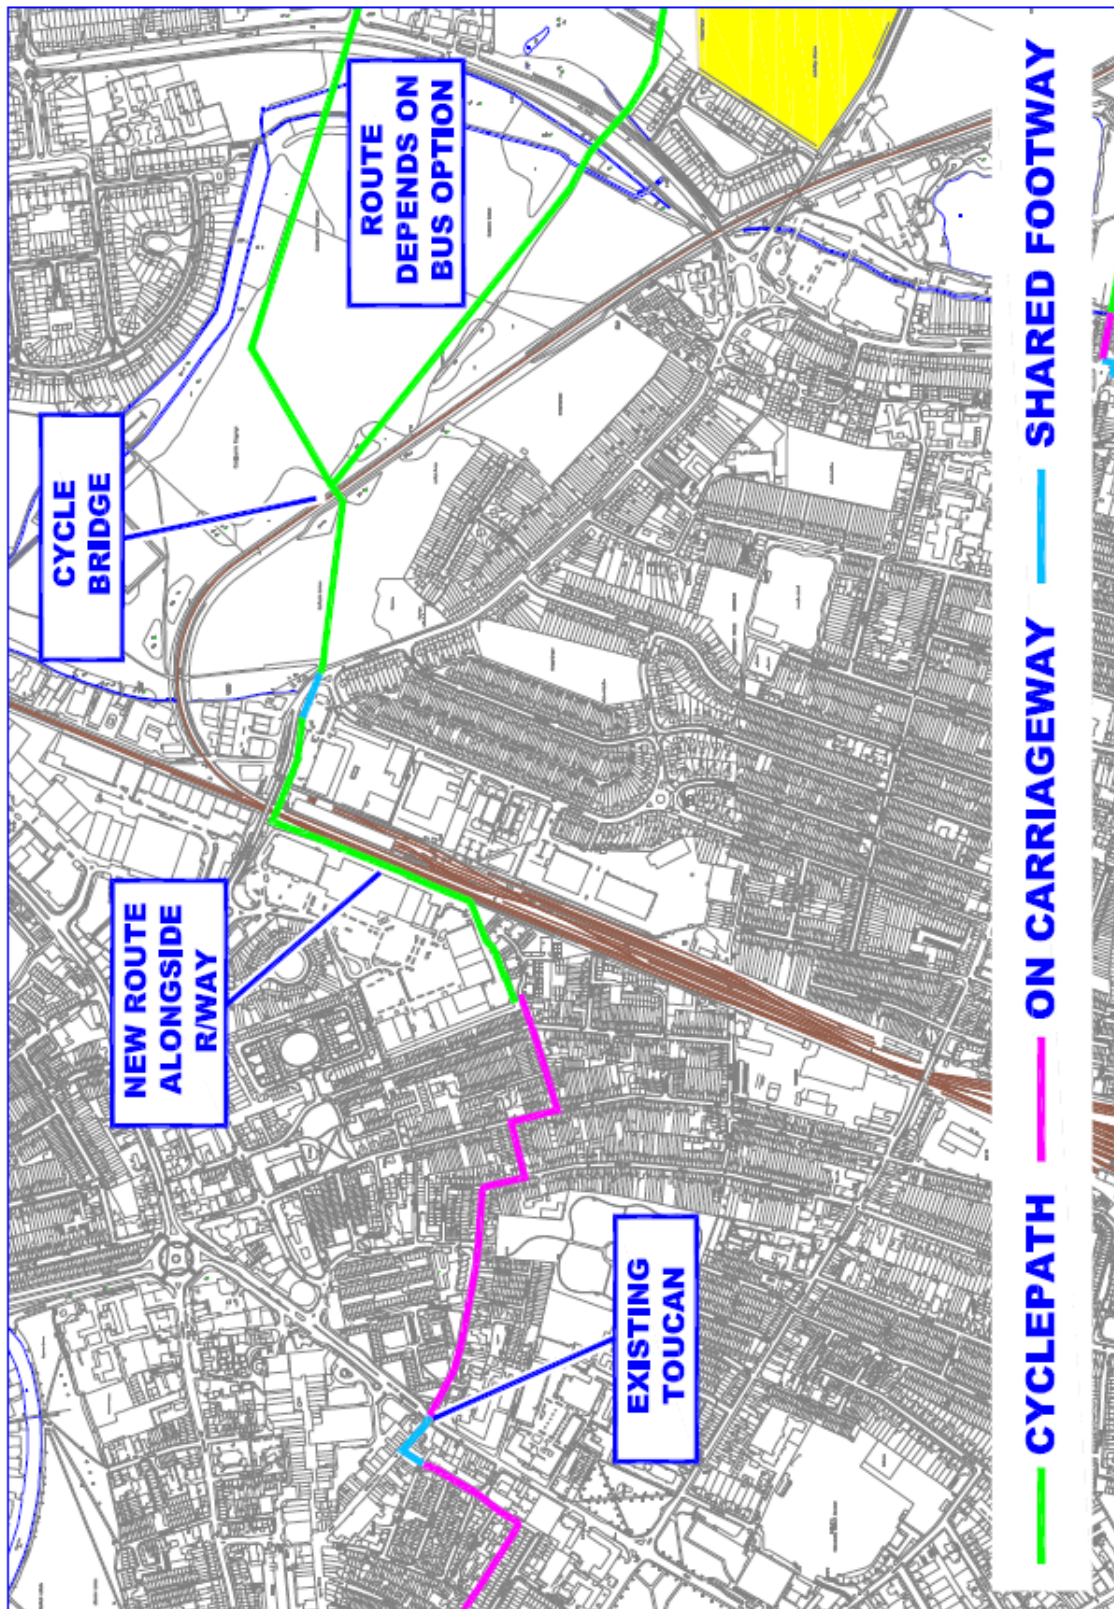 CYCLE
BRIDGE
ROUTE
DEPENDS ON
BUS OPTION
NEW ROUTE
ALONGSIDE
R/WAY
EXISTING
TOUCAN
CYCLEPATH
ON CARRIAGEWAY
SHARED FOOTWAY